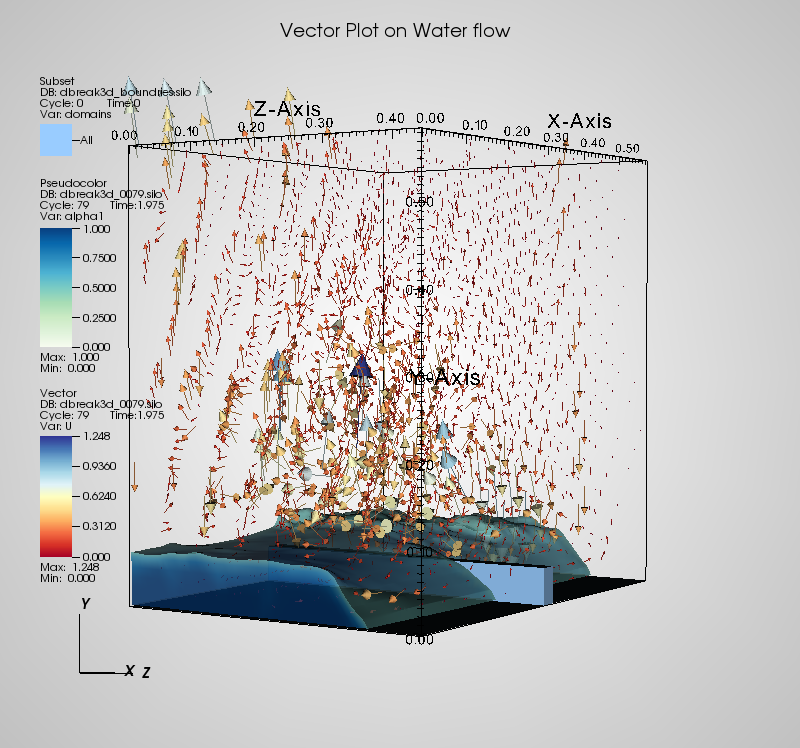 Vector Plot on Water flow
Subset
DB: dbreak3d_boundries.silo
Cycle: 0 Time:0
Var: domains
All
Pseudocolor
DB: dbreak3d_0079.silo
Cycle: 79 Time:1.975
Var: alpha1
1.000
0.7500
0.5000
0.2500
0.000
Max: 1.000
Min: 0.000
Vector
DB: dbreak3d_0079.silo
Cycle: 79 Time:1.975
Var: U
1.248
0.9360
0.6240
0.3120
0.000
Max: 1.248
Min: 0.000
Z-Axis
0.00 0.10 0.20 0.30 0.40
X-Axis
0.00 0.10 0.20 0.30 0.40 0.50
0.50
0.40
Y-Axis
0.20
0.10
0.00
Y
X Z